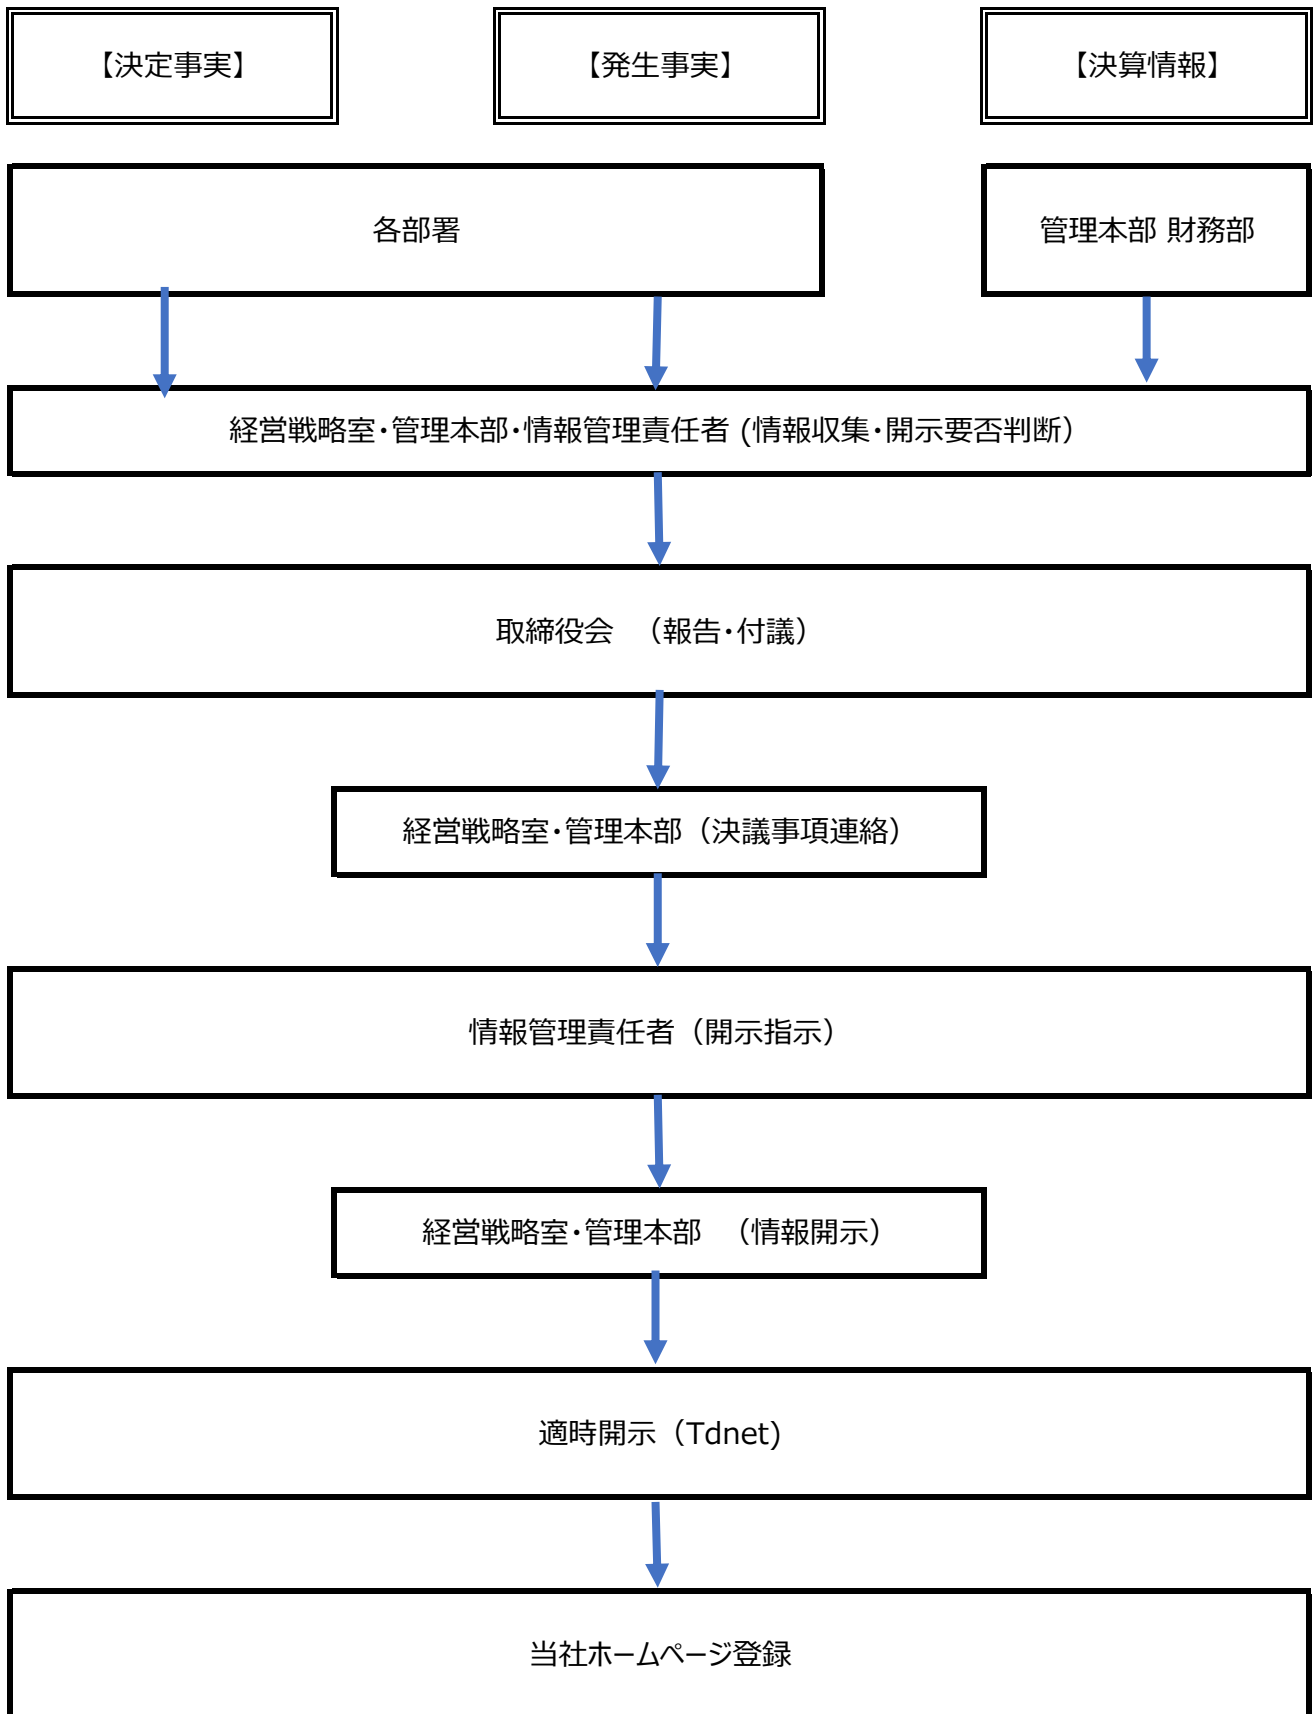 【決定事実】
【発生事実】
【決算情報】
各部署
管理本部 財務部
経営戦略室・管理本部・情報管理責任者 (情報収集・開示要否判断）
取締役会　（報告・付議）
経営戦略室・管理本部（決議事項連絡）
情報管理責任者（開示指示）
経営戦略室・管理本部　（情報開示）
適時開示（Tdnet)
当社ホームページ登録